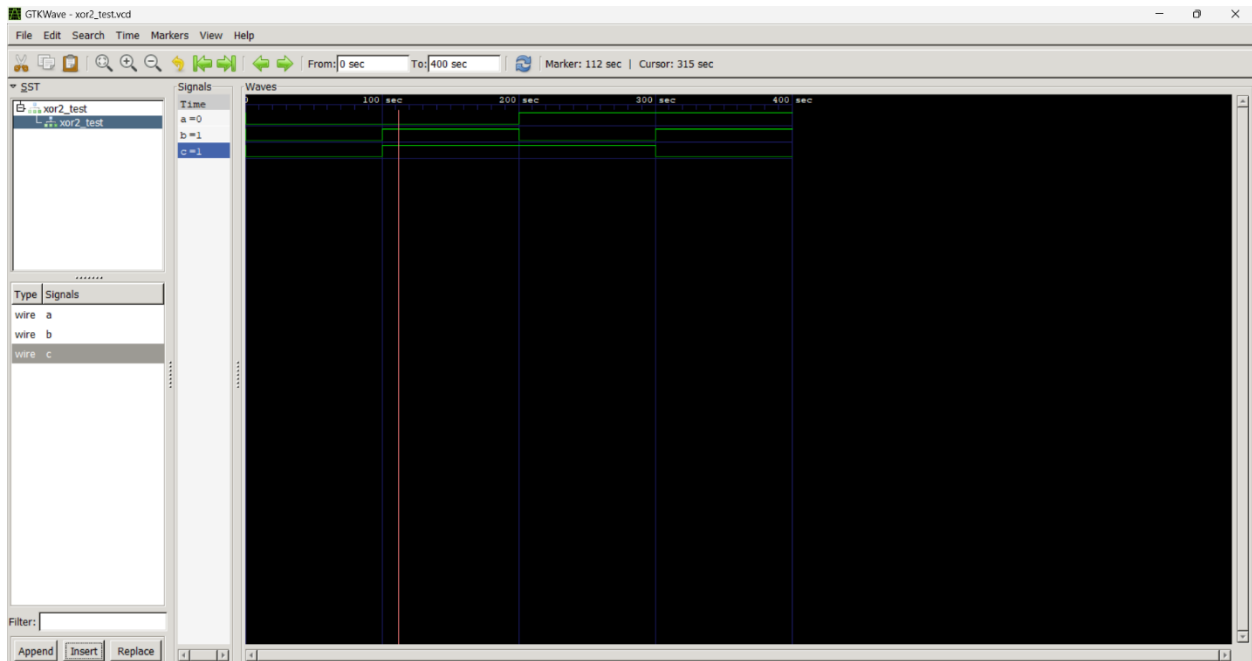 GTKWave - xor2_test.vcd
File Edit Search Time Markers View Help
From: 0 sec To: 400 sec Marker: 112 sec | Cursor: 315 sec
SST
xor2_test
xor2_test
Type Signals
wire a
wire b
wire c
Filter:
Append Insert Replace
Signals
Time
a =0
b =1
c =1
Waves
0 100 sec 200 sec 300 sec 400 sec